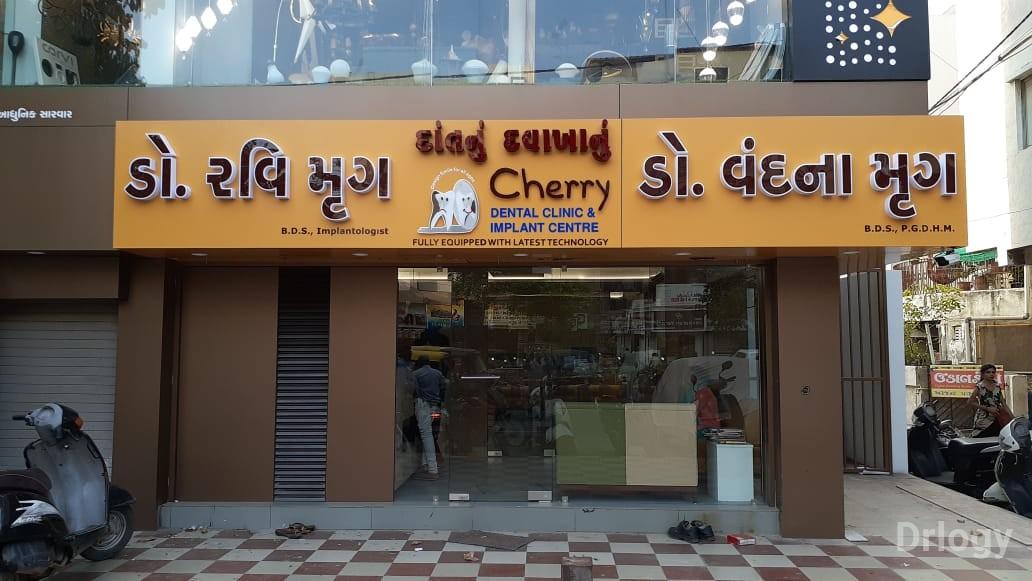 આધુનિક સારવાર
ડો. રવિ મૃગ
B.D.S., Implantologist
દાંતનું દવાખાનું
Cherry
DENTAL CLINIC &
IMPLANT CENTRE
FULLY EQUIPPED WITH LATEST TECHNOLOGY
ડો. વંદના મૃગ
B.D.S., P.G.D.H.M.
Drlogy